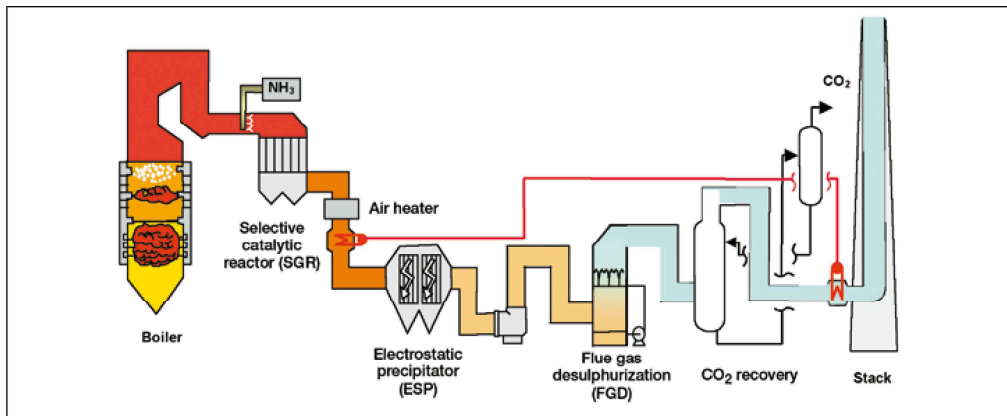 NH3
CO2
Air heater
Selective
catalytic
reactor (SGR)
Boiler
Electrostatic
precipitator
(ESP)
Flue gas
desulphurization
(FGD)
CO2 recovery
Stack